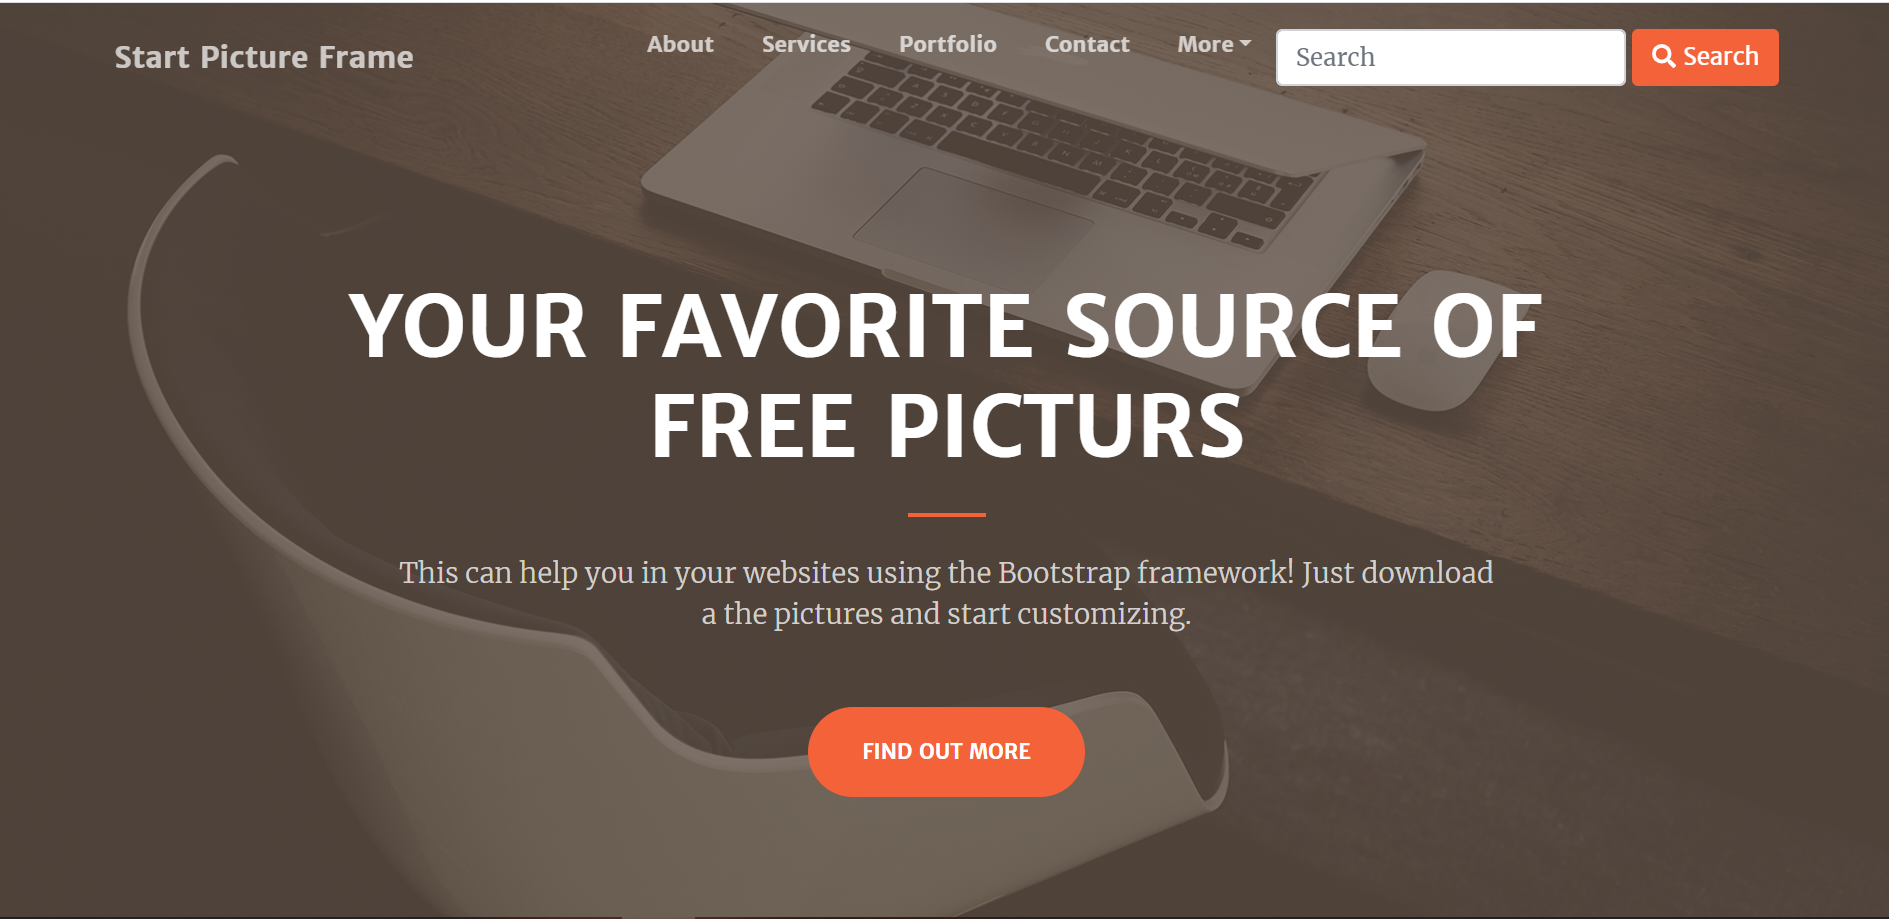 Start Picture Frame
About Services Portfolio Contact More Search Search
YOUR FAVORITE SOURCE OF
FREE PICTURS
This can help you in your websites using the Bootstrap framework! Just download
a the pictures and start customizing.
FIND OUT MORE